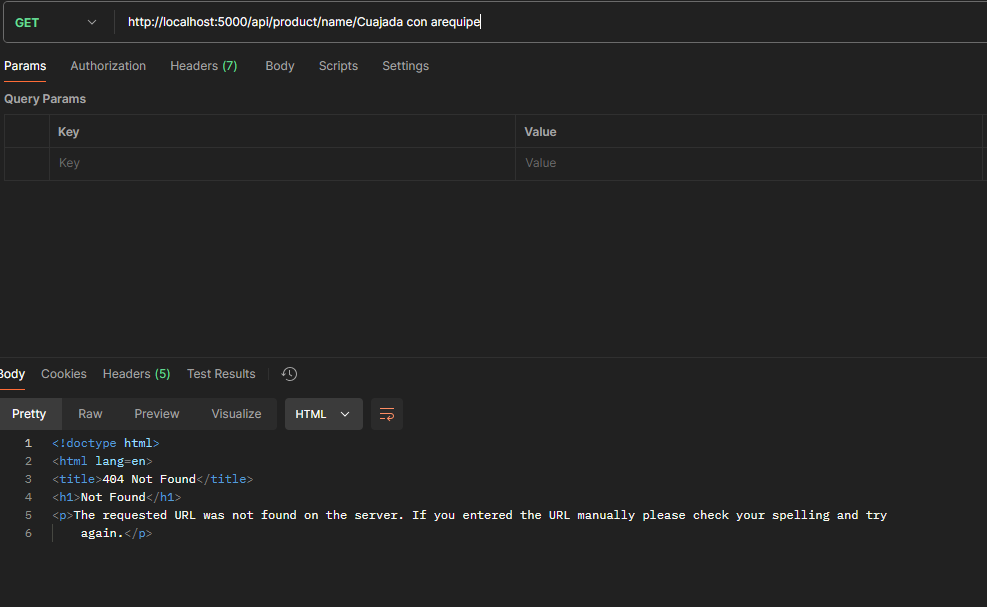 GET http://localhost:5000/api/product/name/Cuajada con arequipe
Params Authorization Headers (7) Body Scripts Settings
Query Params
Key Value
Key Value
Body Cookies Headers (5) Test Results
Pretty Raw Preview Visualize HTML
1 <!doctype html>
2 <html lang=en>
3 <title>404 Not Found</title>
4 <h1>Not Found</h1>
5 <p>The requested URL was not found on the server. If you entered the URL manually please check your spelling and try
again.</p>
6